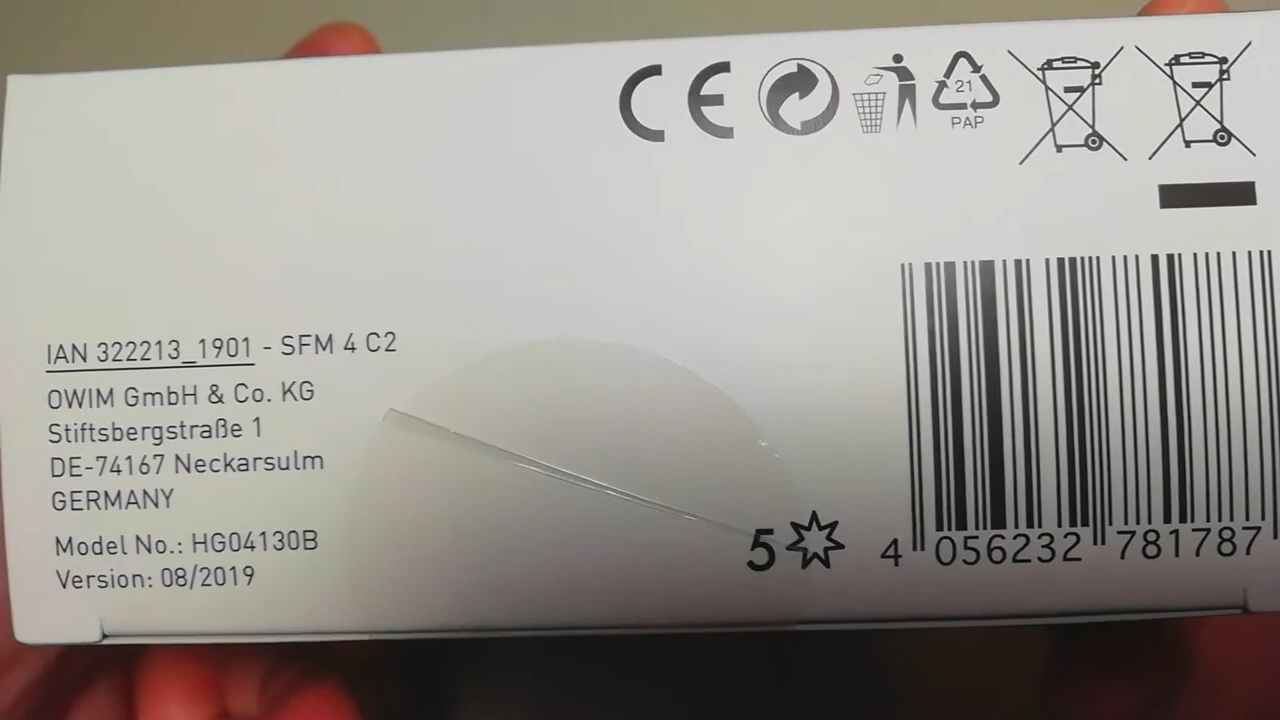 CE
21
PAP
IAN 322213_1901 - SFM 4 C2
OWIM GmbH & Co. KG
Stiftsbergstraße 1
DE-74167 Neckarsulm
GERMANY
Model No.: HG04130B
Version: 08/2019
5
4 056232 781787